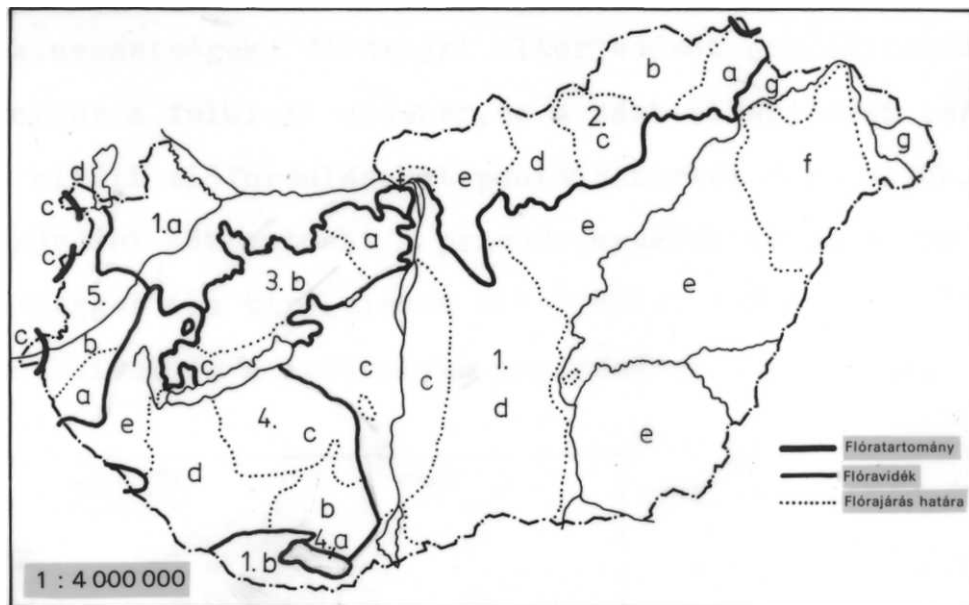 b
a
g
2.
c
d
e
f
g
d
c
1.a
c
5.
c
b
a
e
a
3.b
c
e
e
c
c
1.
d
4.
c
d
b
4.a
1.b
e
Flóratartomány
Flóravidék
Flórajárás határa
1 : 4 000 000